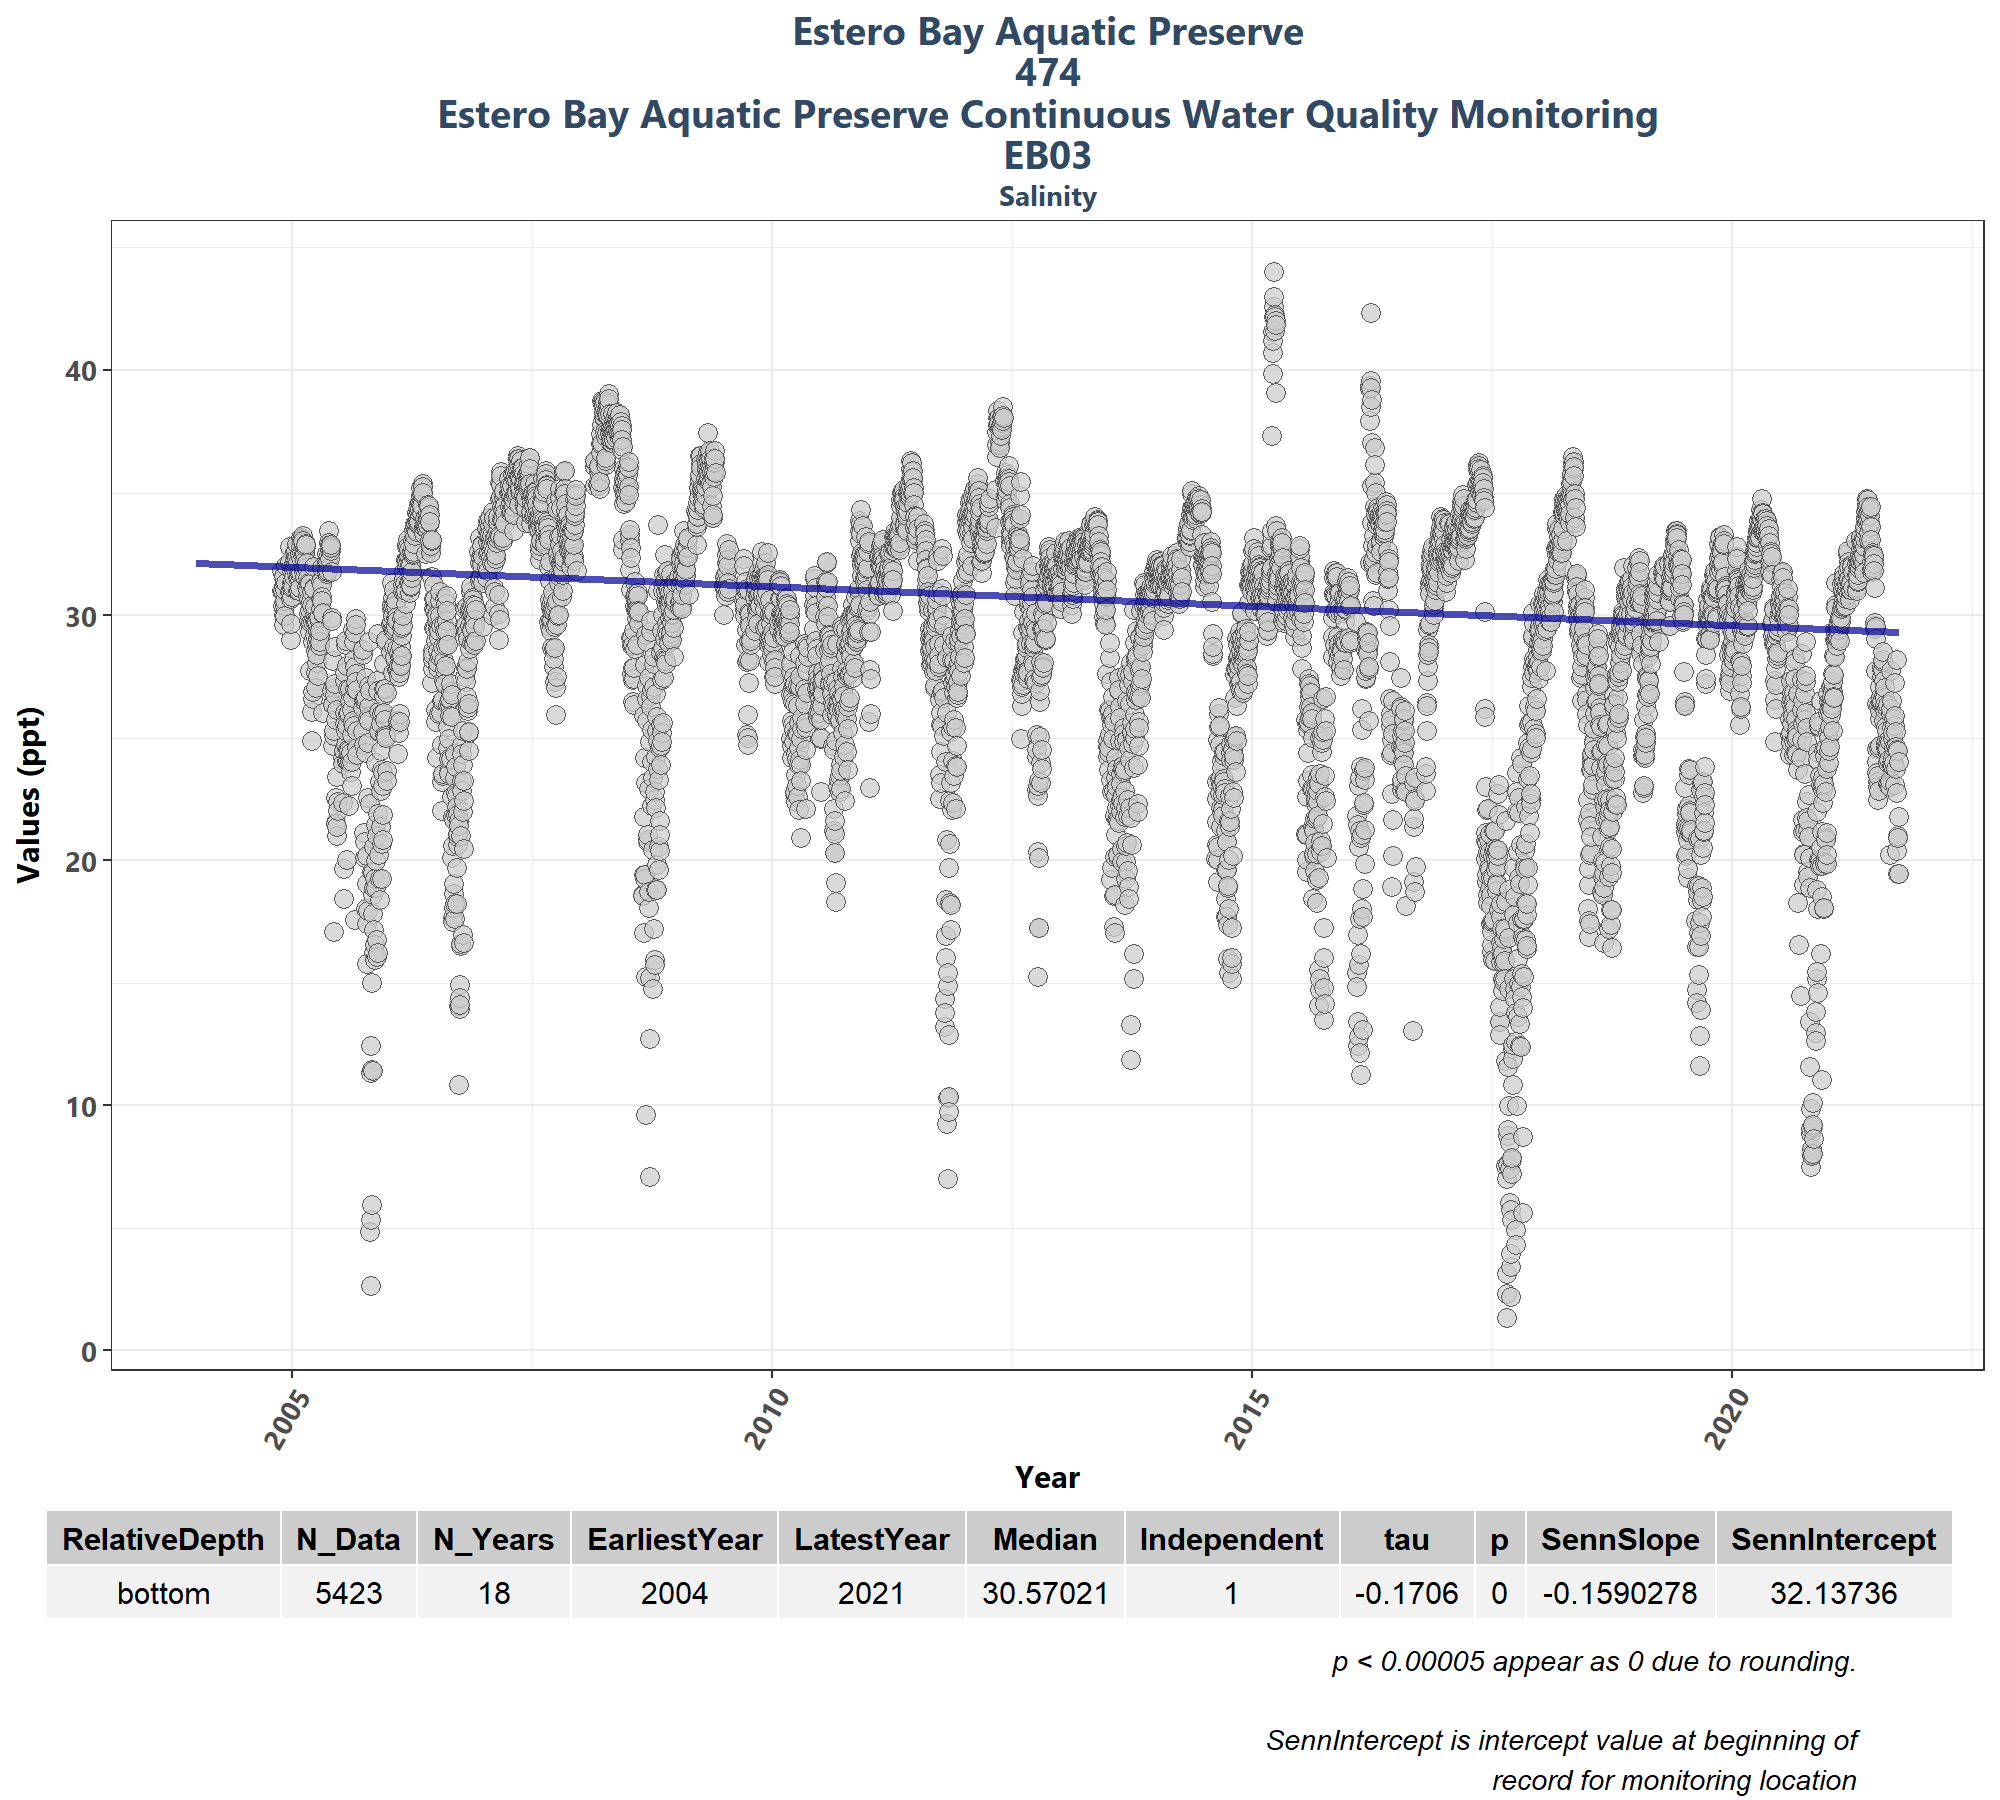 Estero Bay Aquatic Preserve
474
Estero Bay Aquatic Preserve Continuous Water Quality Monitoring
EB03
Salinity
Values (ppt)
40
30
20
10
0
2005 2010 2015 2020
Year
RelativeDepth N_Data N_Years EarliestYear LatestYear Median Independent tau p SennSlope SennIntercept
bottom 5423 18 2004 2021 30.57021 1 -0.1706 0 -0.1590278 32.13736
p < 0.00005 appear as 0 due to rounding.
SennIntercept is intercept value at beginning of
record for monitoring location